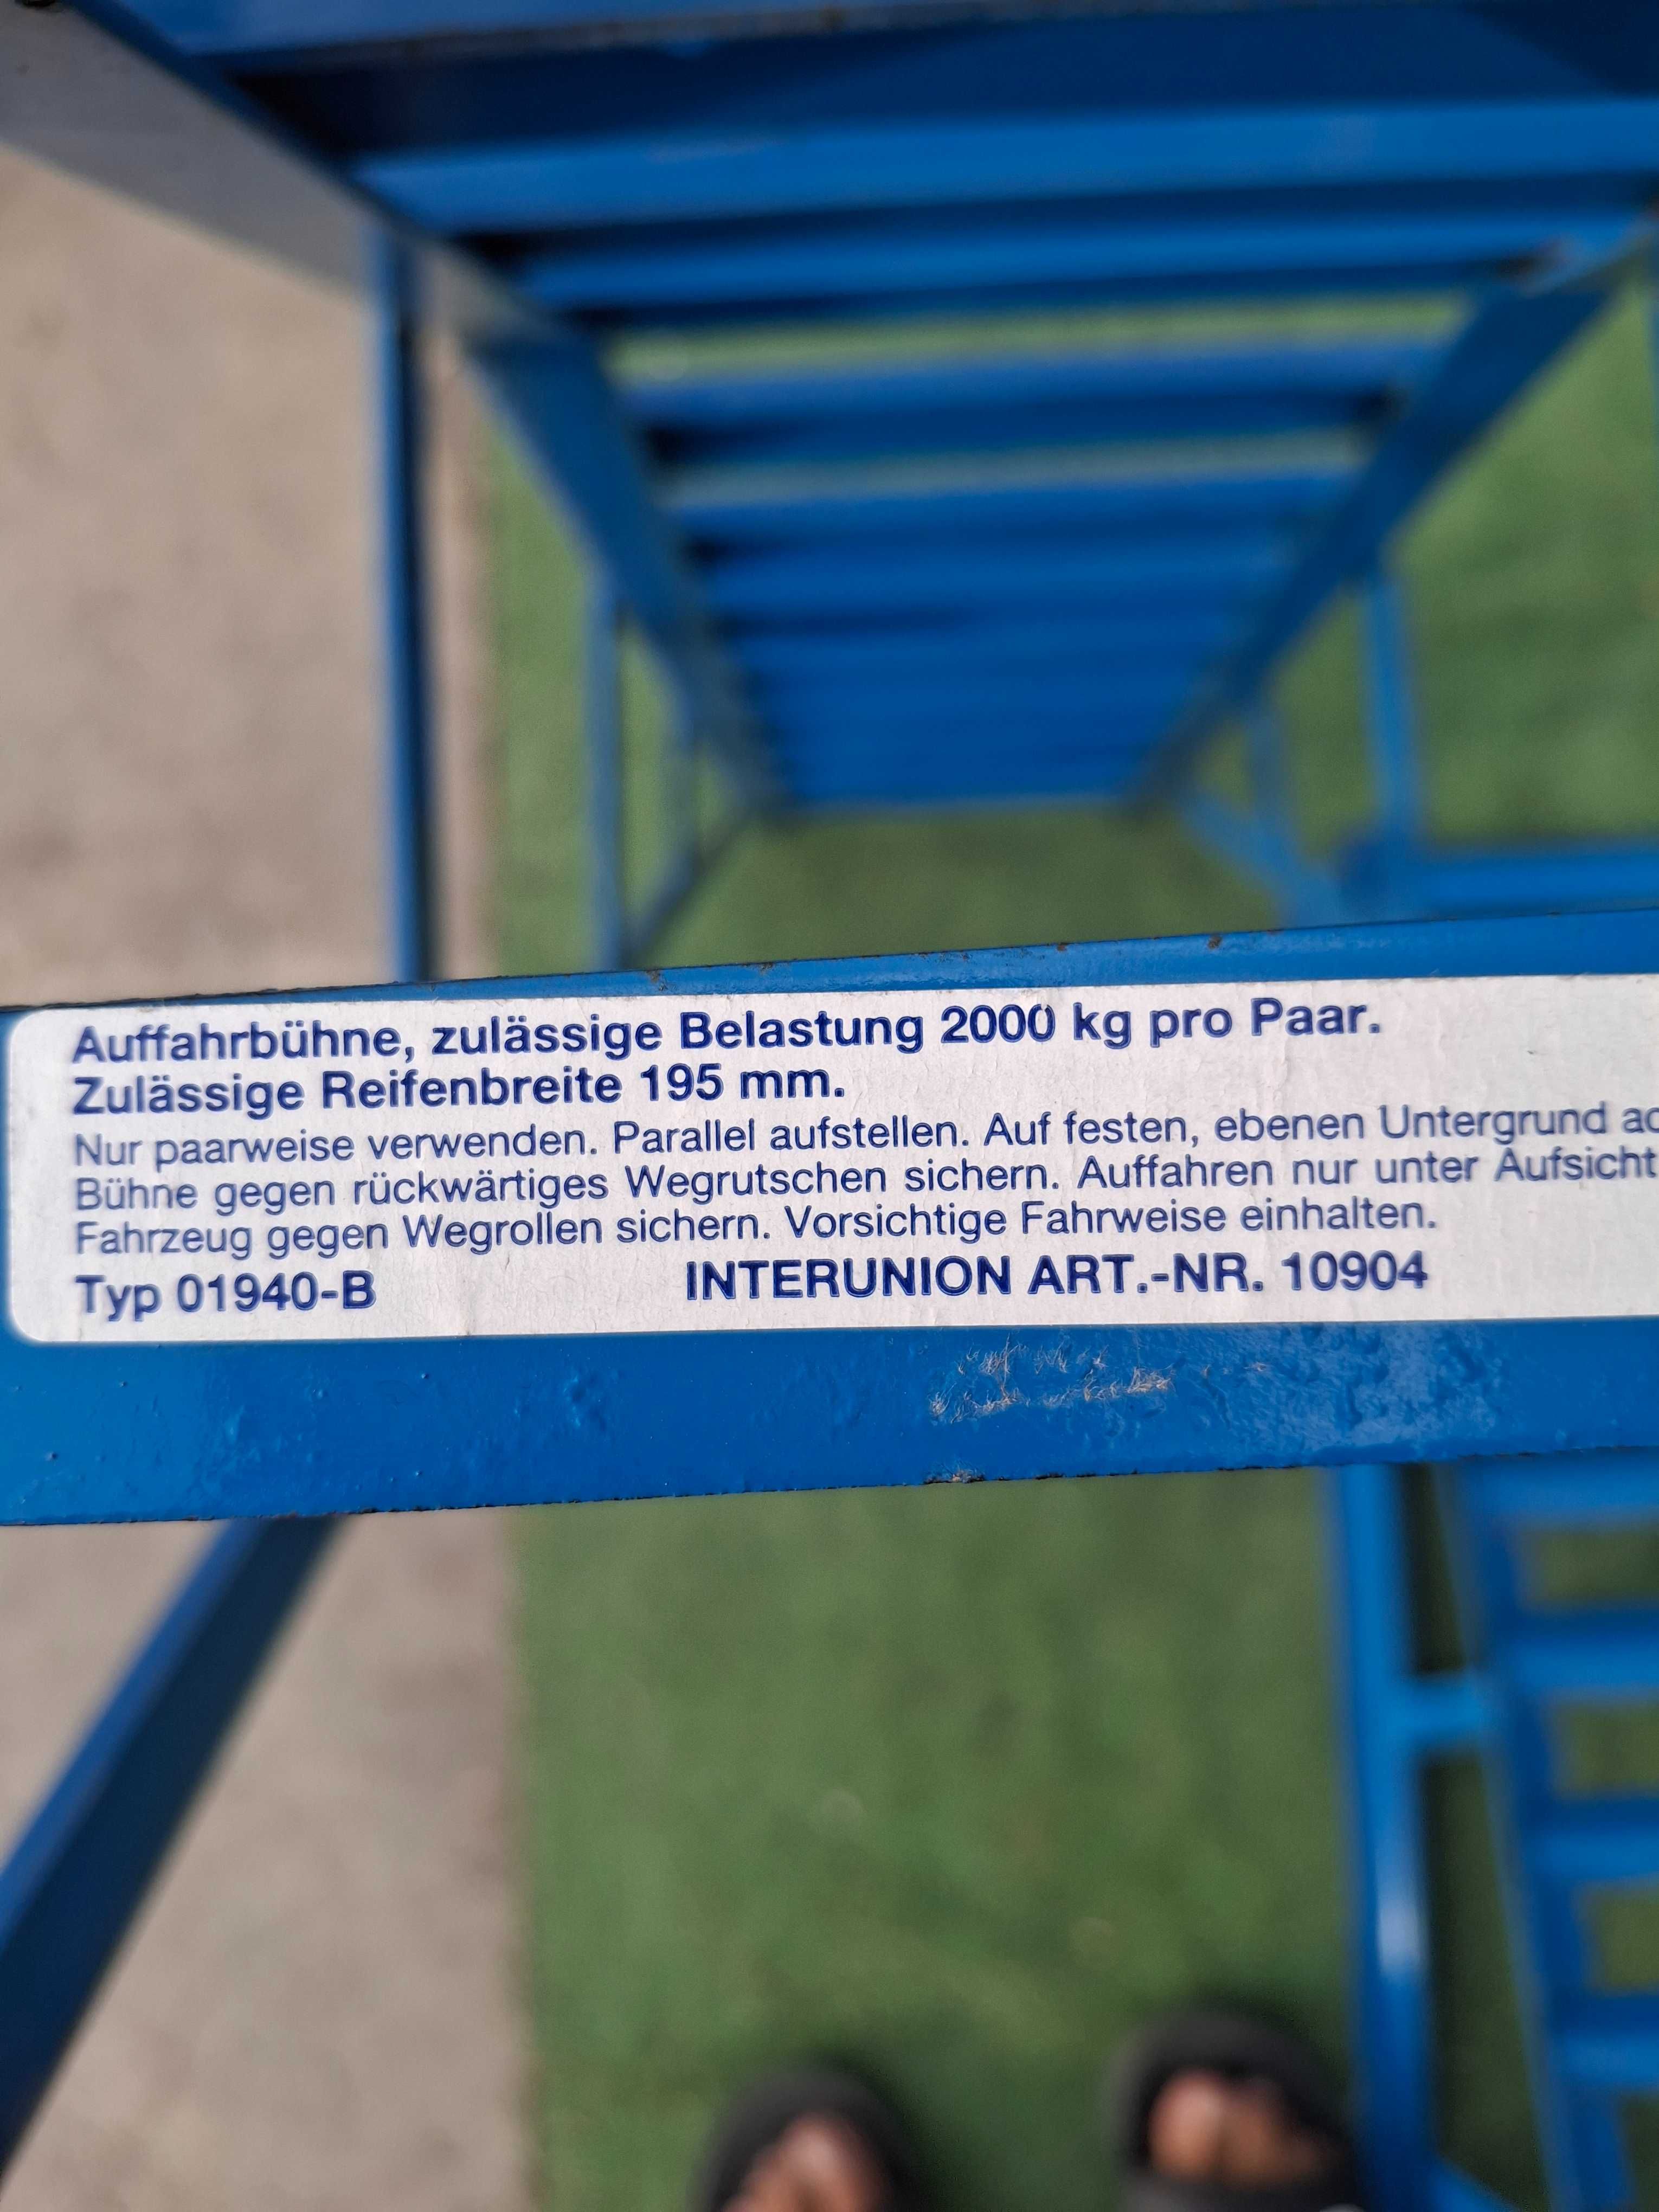 Auffahrbühne, zulässige Belastung 2000 kg pro Paar.
Zulässige Reifenbreite 195 mm.
Nur paarweise verwenden. Parallel aufstellen. Auf festen, ebenen Untergrund
Bühne gegen rückwärtiges Wegrutschen sichern. Auffahren nur unter Aufsicht
Fahrzeug gegen Wegrollen sichern. Vorsichtige Fahrweise einhalten.
Typ 01940-B INTERUNION ART.-NR. 10904